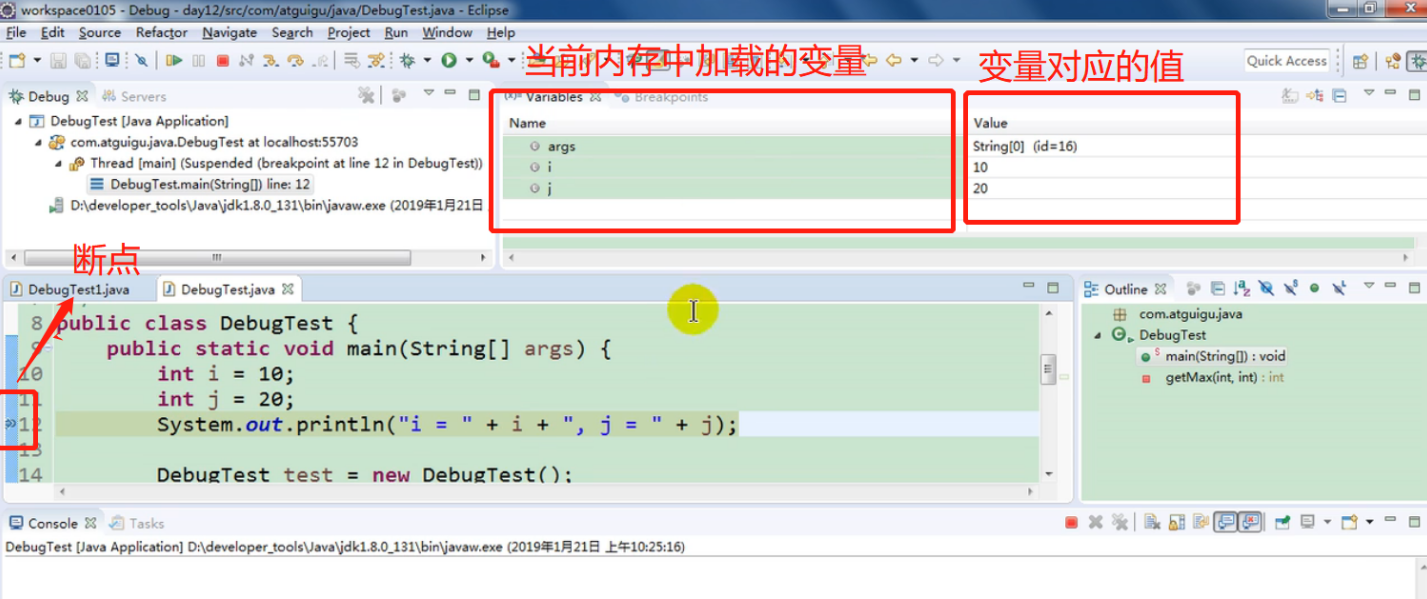 workspace0105 - Debug - day12/src/com/atguigu/java/DebugTest.java - Eclipse
File Edit Source Refactor Navigate Search Project Run Window Help
当前内存中加载的变量
变量对应的值
Quick Access
Debug Servers
Variables Breakpoints
DebugTest [Java Application]
com.atguigu.java.DebugTest at localhost:55703
Thread [main] (Suspended (breakpoint at line 12 in DebugTest))
DebugTest.main(String[]) line: 12
D:\developer_tools\Java\jdk1.8.0_131\bin\javaw.exe (2019年1月21日
Name Value
args String[0] (id=16)
i 10
j 20
断点
DebugTest1.java DebugTest.java
8 public class DebugTest {
9 public static void main(String[] args) {
10 int i = 10;
11 int j = 20;
12 System.out.println("i = " + i + ", j = " + j);
13
14 DebugTest test = new DebugTest();
Outline
com.atguigu.java
DebugTest
main(String[]) : void
getMax(int, int) : int
Console Tasks
DebugTest [Java Application] D:\developer_tools\Java\jdk1.8.0_131\bin\javaw.exe (2019年1月21日 上午10:25:16)